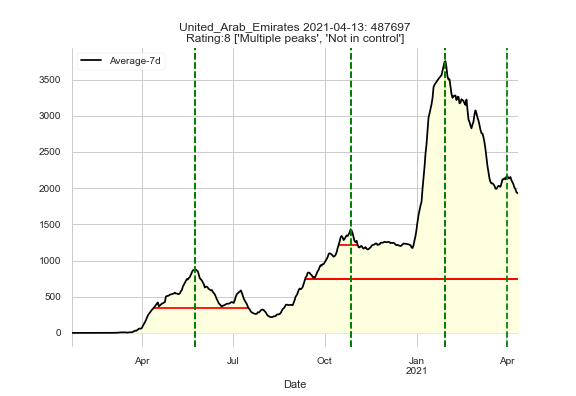 United_Arab_Emirates 2021-04-13: 487697
Rating:8 ['Multiple peaks', 'Not in control']
Average-7d
3500
3000
2500
2000
1500
1000
500
0
Apr
Jul
Oct
Jan
2021
Apr
Date